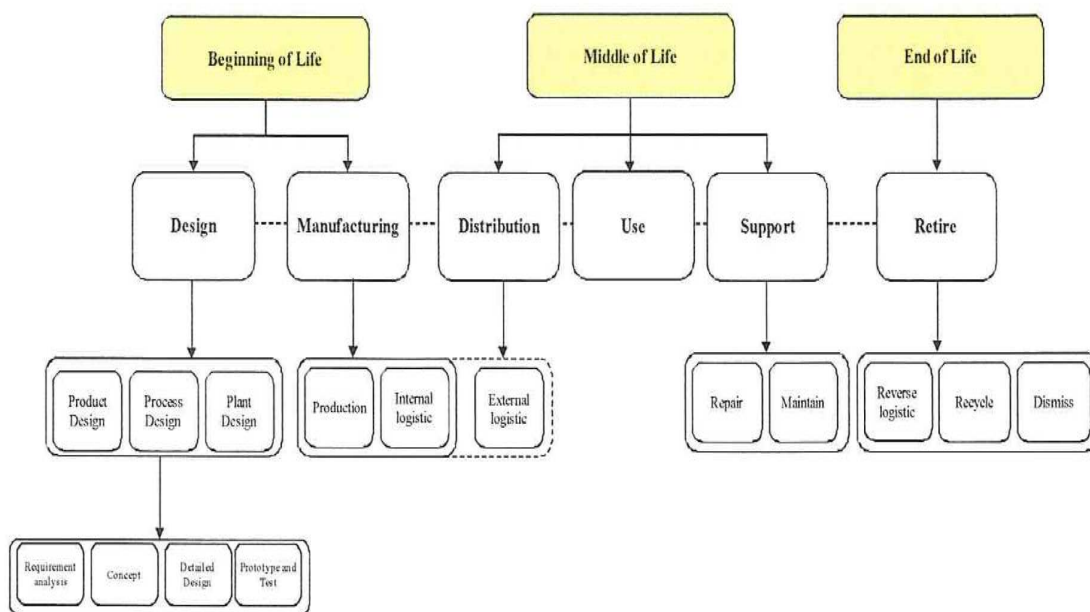 Beginning of Life
Middle of Life
End of Life
Design
Manufacturing
Distribution
Use
Support
Retire
Product
Design
Process
Design
Plant
Design
Production
Internal
logistic
External
logistic
Repair
Maintain
Reverse
logistic
Recycle
Dismiss
Requirement
analysis
Concept
Detailed
Design
Prototype and
Test